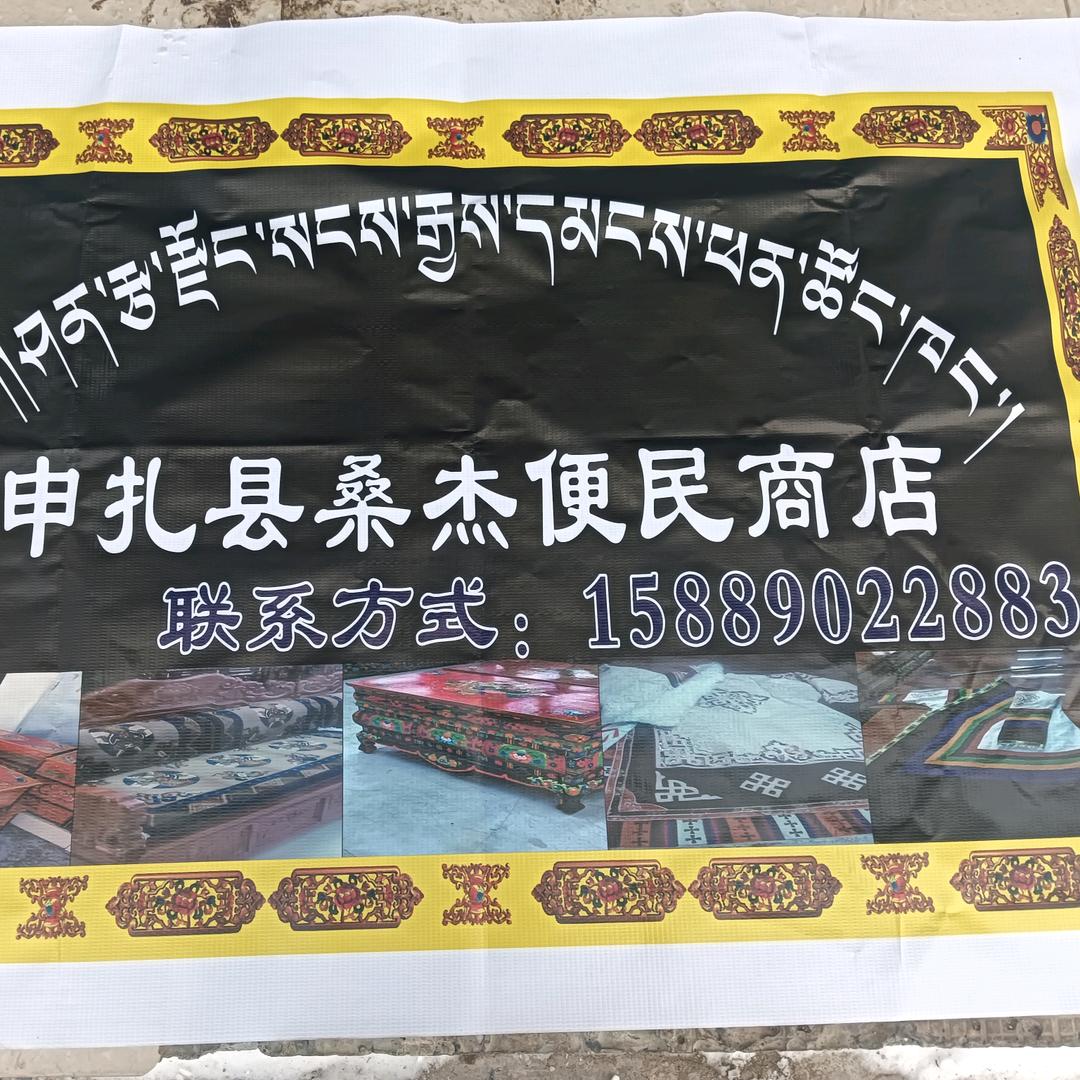 ༎ཤན་རྩ་རྫོང་སངས་རྒྱས་དམངས་ཕན་ཚོང་ཁང་།
申扎县桑杰便民商店
联系方式：15889022883